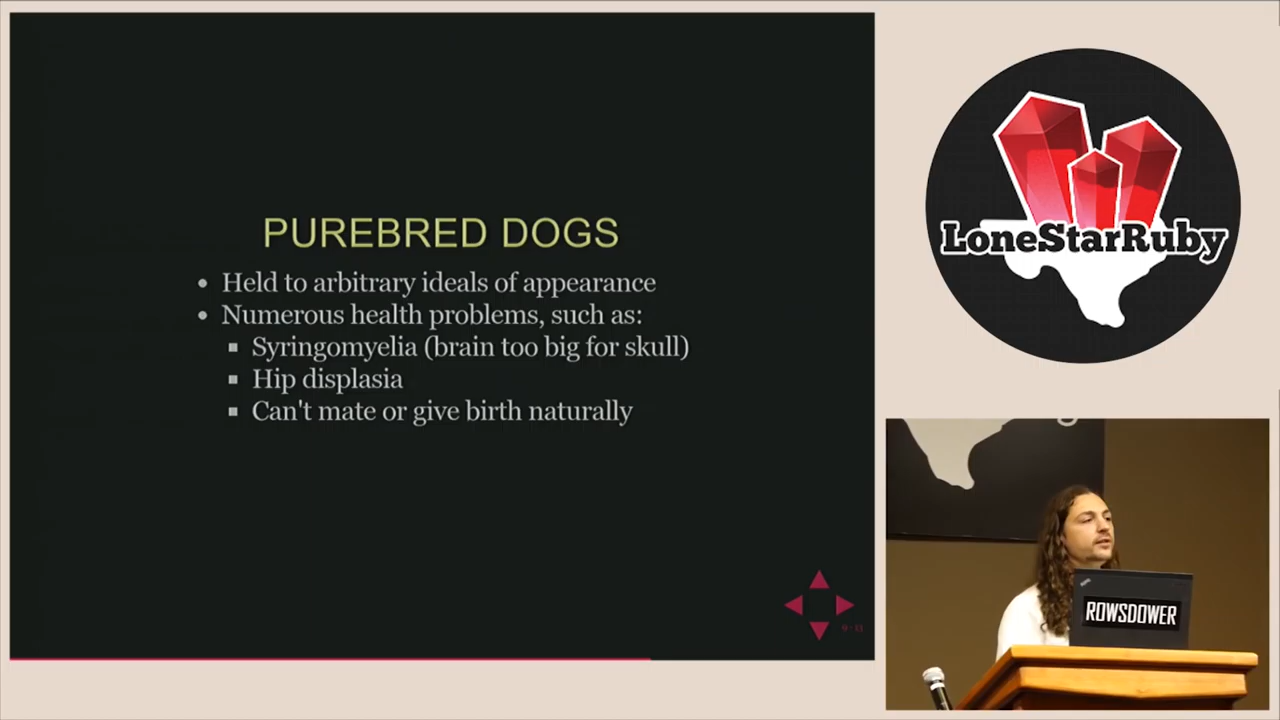 PUREBRED DOGS
Held to arbitrary ideals of appearance
Numerous health problems, such as:
Syringomyelia (brain too big for skull)
Hip displasia
Can't mate or give birth naturally
LoneStarRuby
ROWSDOWER